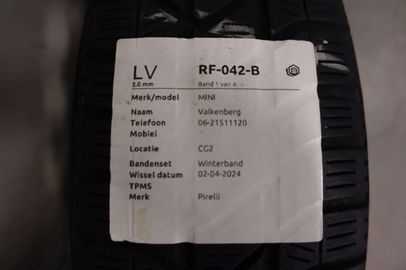 LV RF-042-B
5.0 mm Band 1 van 4
Merk/model MINI
Naam Valkenberg
Telefoon 06-21511120
Mobiel
Locatie CG2
Bandenset Winterband
Wissel datum 02-04-2024
TPMS
Merk Pirelli